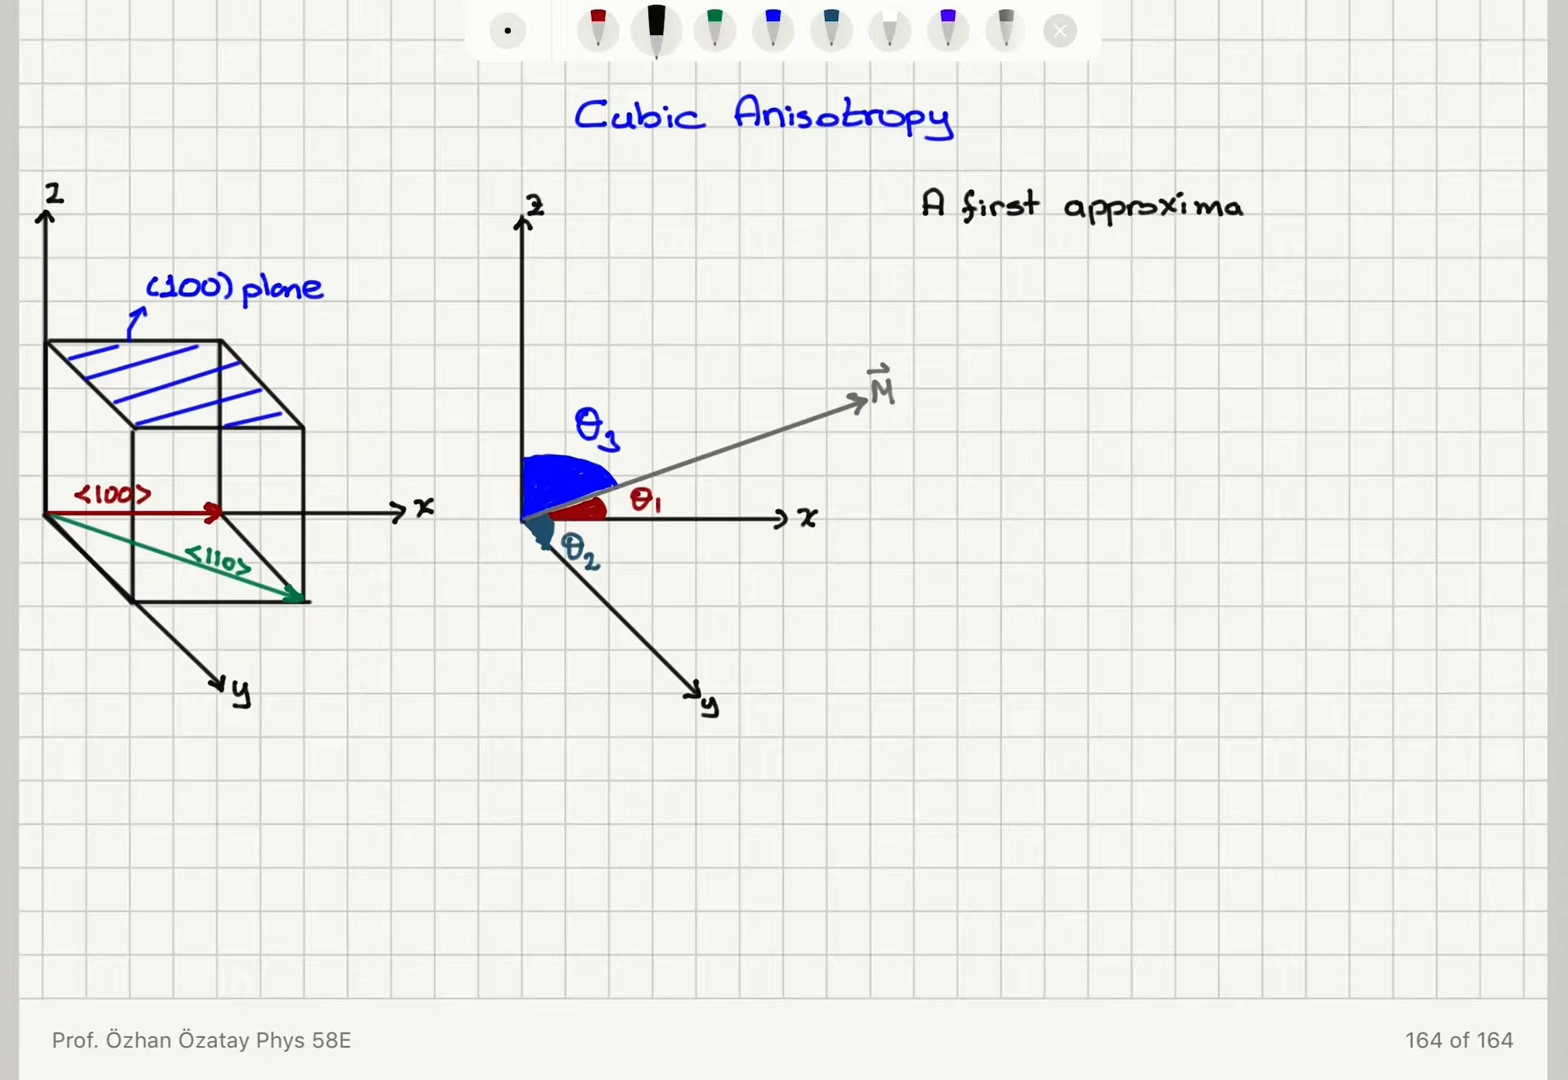 Cubic Anisotropy
z
(100) plane
<100>
<110>
x
y
z
M
θ3
θ1
θ2
x
y
A first approxima
Prof. Özhan Özatay Phys 58E
164 of 164